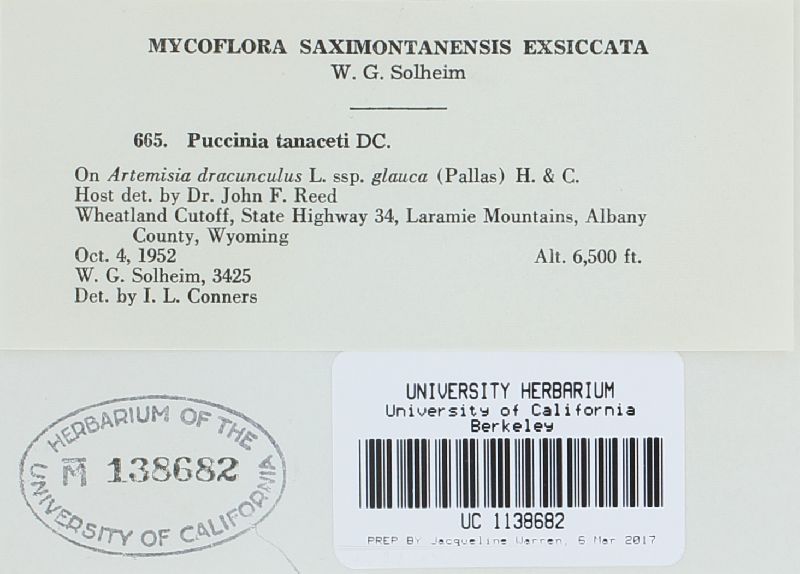 MYCOFLORA SAXIMONTANENSIS EXSICCATA
W. G. Solheim
665. Puccinia tanaceti DC.
On Artemisia dracunculus L. ssp. glauca (Pallas) H. & C.
Host det. by Dr. John F. Reed
Wheatland Cutoff, State Highway 34, Laramie Mountains, Albany
County, Wyoming
Oct. 4, 1952 Alt. 6,500 ft.
W. G. Solheim, 3425
Det. by I. L. Conners
HERBARIUM OF THE
M 138682
UNIVERSITY OF CALIFORNIA
UNIVERSITY HERBARIUM
University of California
Berkeley
UC 1138682
PREP BY Jacqueline Warren, 6 Mar 2017